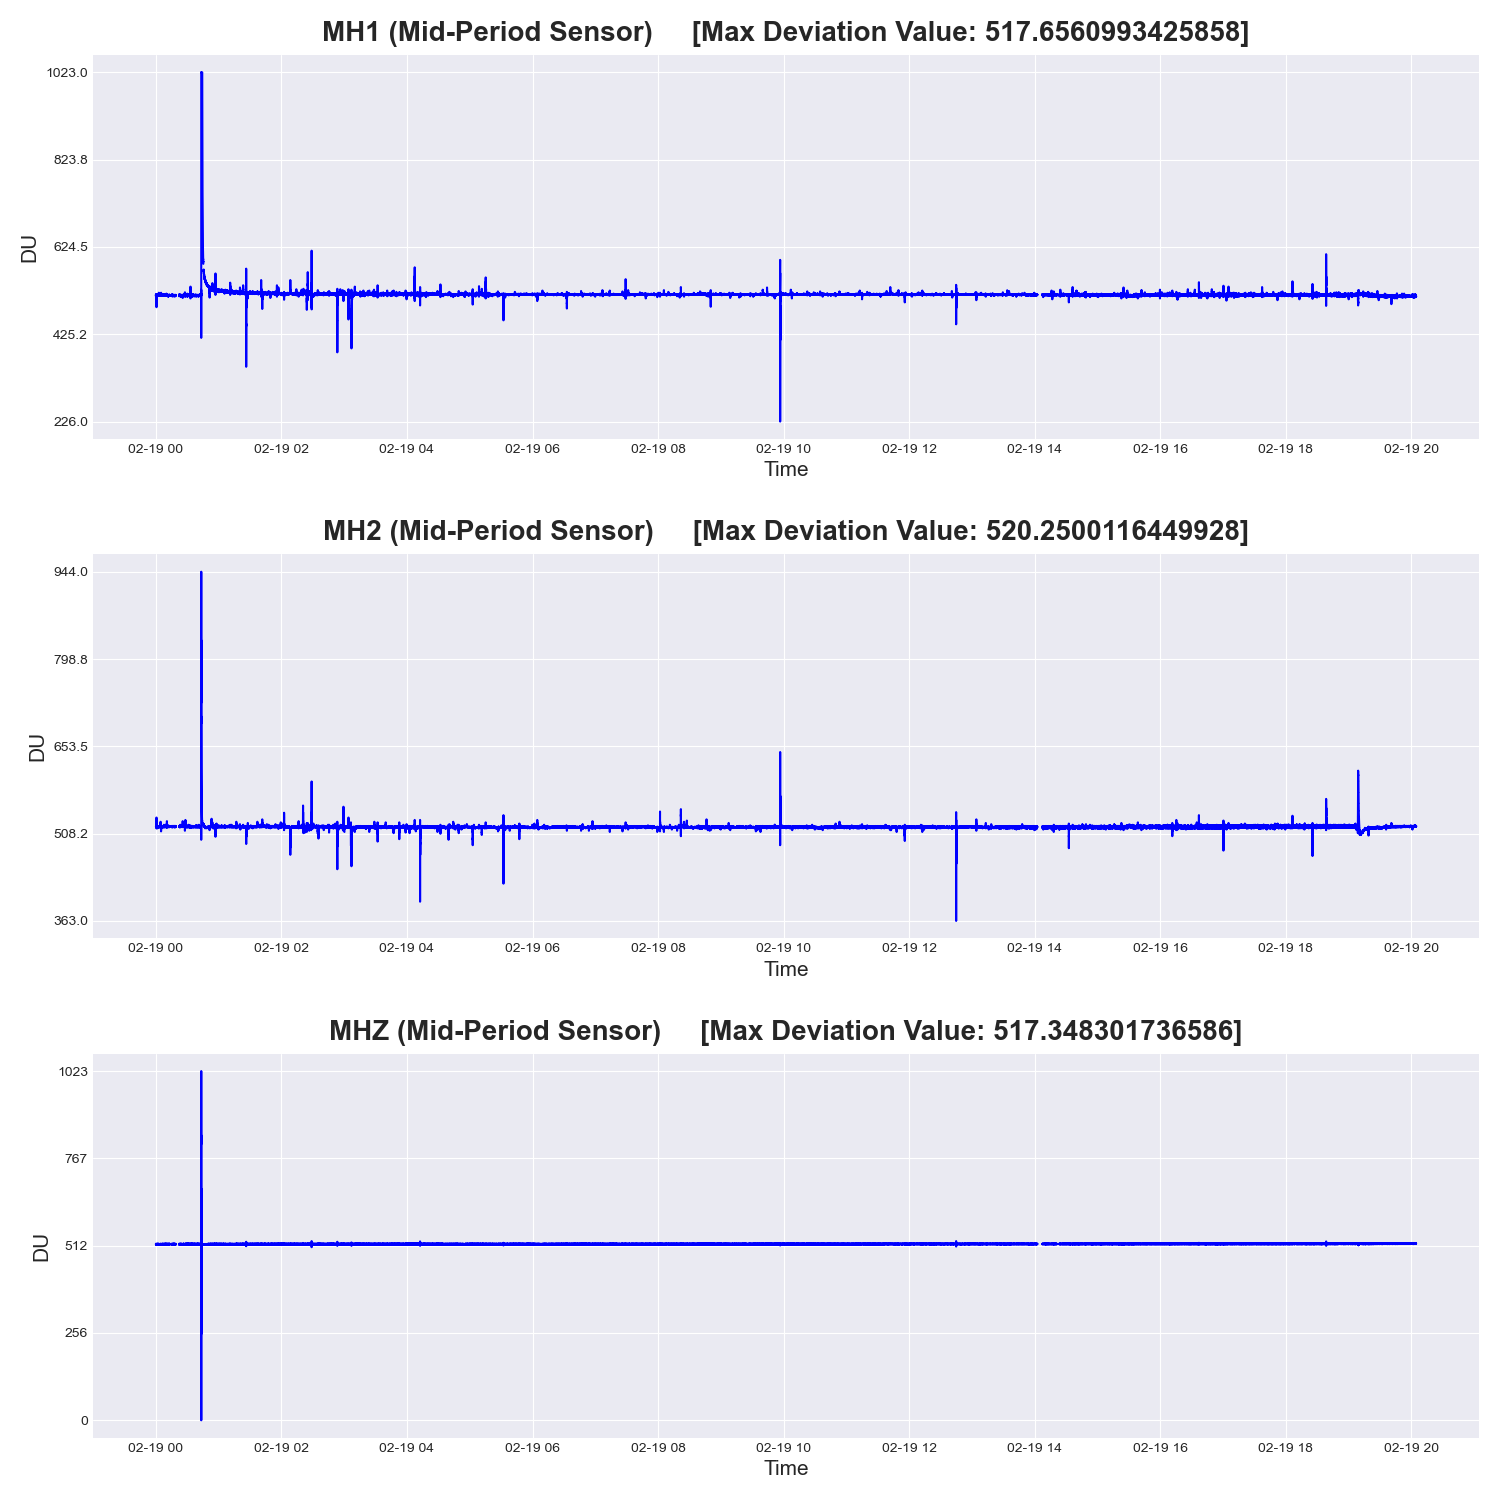 MH1 (Mid-Period Sensor) [Max Deviation Value: 517.6560993425858]
1023.0
823.8
624.5
425.2
226.0
DU
02-19 00 02-19 02 02-19 04 02-19 06 02-19 08 02-19 10 02-19 12 02-19 14 02-19 16 02-19 18 02-19 20
Time
MH2 (Mid-Period Sensor) [Max Deviation Value: 520.2500116449928]
944.0
798.8
653.5
508.2
363.0
DU
02-19 00 02-19 02 02-19 04 02-19 06 02-19 08 02-19 10 02-19 12 02-19 14 02-19 16 02-19 18 02-19 20
Time
MHZ (Mid-Period Sensor) [Max Deviation Value: 517.348301736586]
1023
767
512
256
0
DU
02-19 00 02-19 02 02-19 04 02-19 06 02-19 08 02-19 10 02-19 12 02-19 14 02-19 16 02-19 18 02-19 20
Time